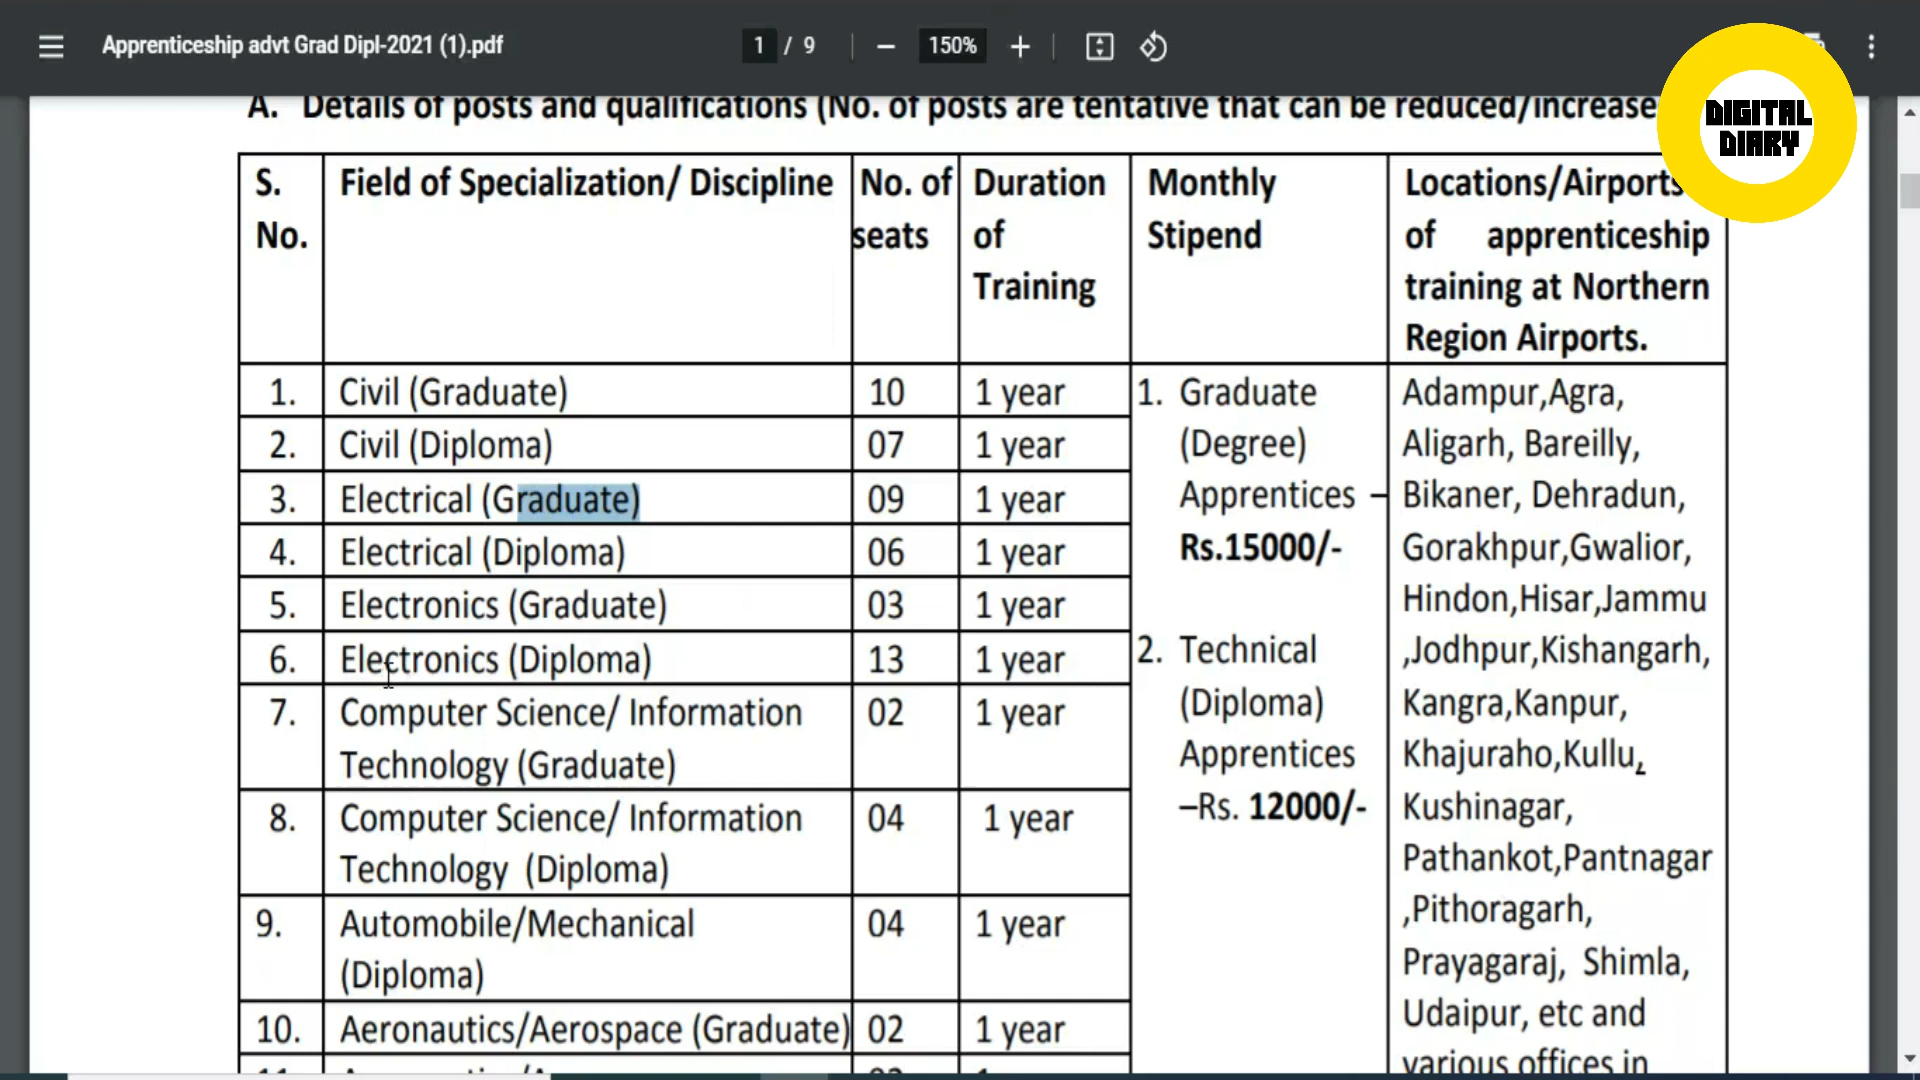 Apprenticeship advt Grad Dipl-2021 (1).pdf
1 / 9
150%
DIGITAL
DIARY
A. Details of posts and qualifications (No. of posts are tentative that can be reduced/increase
S. No.
Field of Specialization/ Discipline
No. of seats
Duration of Training
Monthly Stipend
Locations/Airports
of apprenticeship
training at Northern
Region Airports.
1. Civil (Graduate) 10 1 year
2. Civil (Diploma) 07 1 year
3. Electrical (Graduate) 09 1 year
4. Electrical (Diploma) 06 1 year
5. Electronics (Graduate) 03 1 year
6. Electronics (Diploma) 13 1 year
7. Computer Science/ Information 02 1 year
Technology (Graduate)
8. Computer Science/ Information 04 1 year
Technology (Diploma)
9. Automobile/Mechanical 04 1 year
(Diploma)
10. Aeronautics/Aerospace (Graduate) 02 1 year
1. Graduate
(Degree)
Apprentices –
Rs.15000/-
2. Technical
(Diploma)
Apprentices
–Rs. 12000/-
Adampur,Agra,
Aligarh, Bareilly,
Bikaner, Dehradun,
Gorakhpur,Gwalior,
Hindon,Hisar,Jammu
,Jodhpur,Kishangarh,
Kangra,Kanpur,
Khajuraho,Kullu,
Kushinagar,
Pathankot,Pantnagar
,Pithoragarh,
Prayagaraj, Shimla,
Udaipur, etc and
various offices in